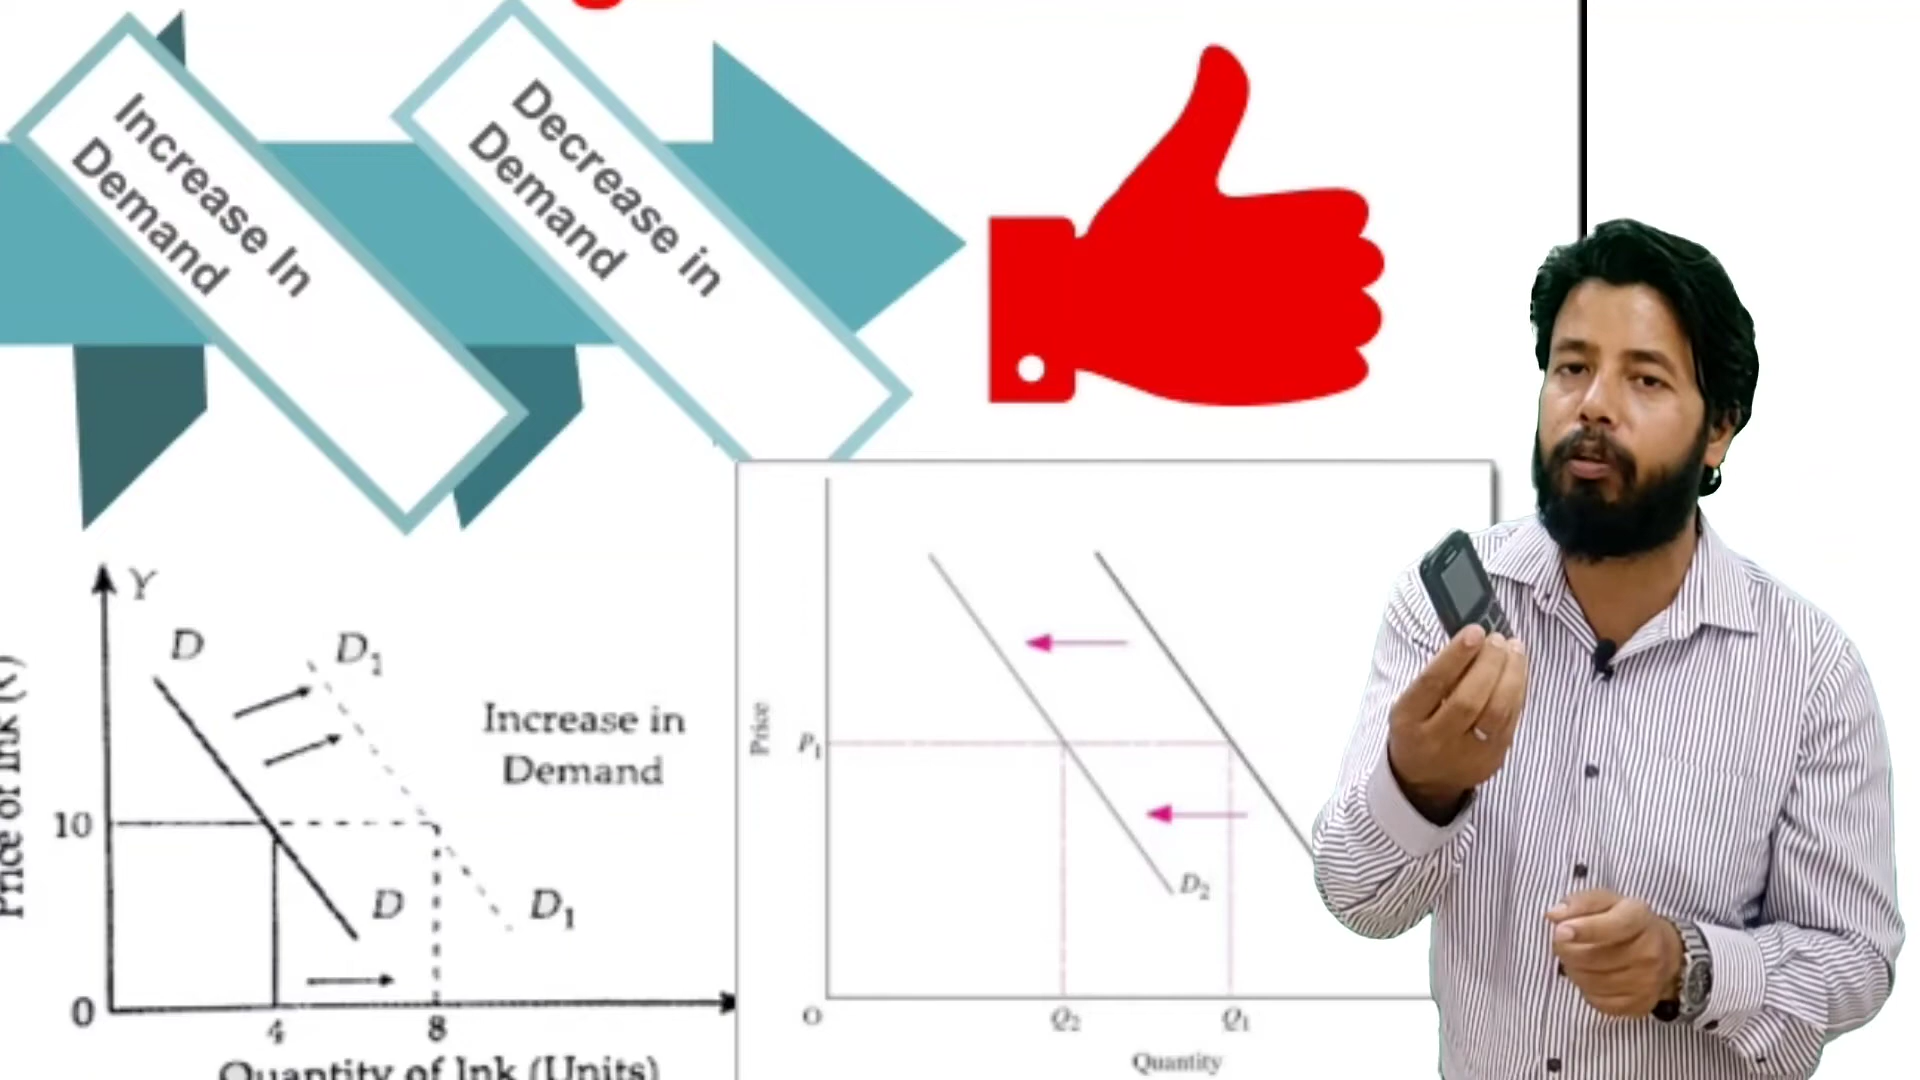 Increase In
Demand
Decrease in
Demand
Y
D
D1
Increase in
Demand
10
D
D1
0
4
8
Quantity of Ink (Units)
Price
P1
D2
O
Q2
Q1
Quantity